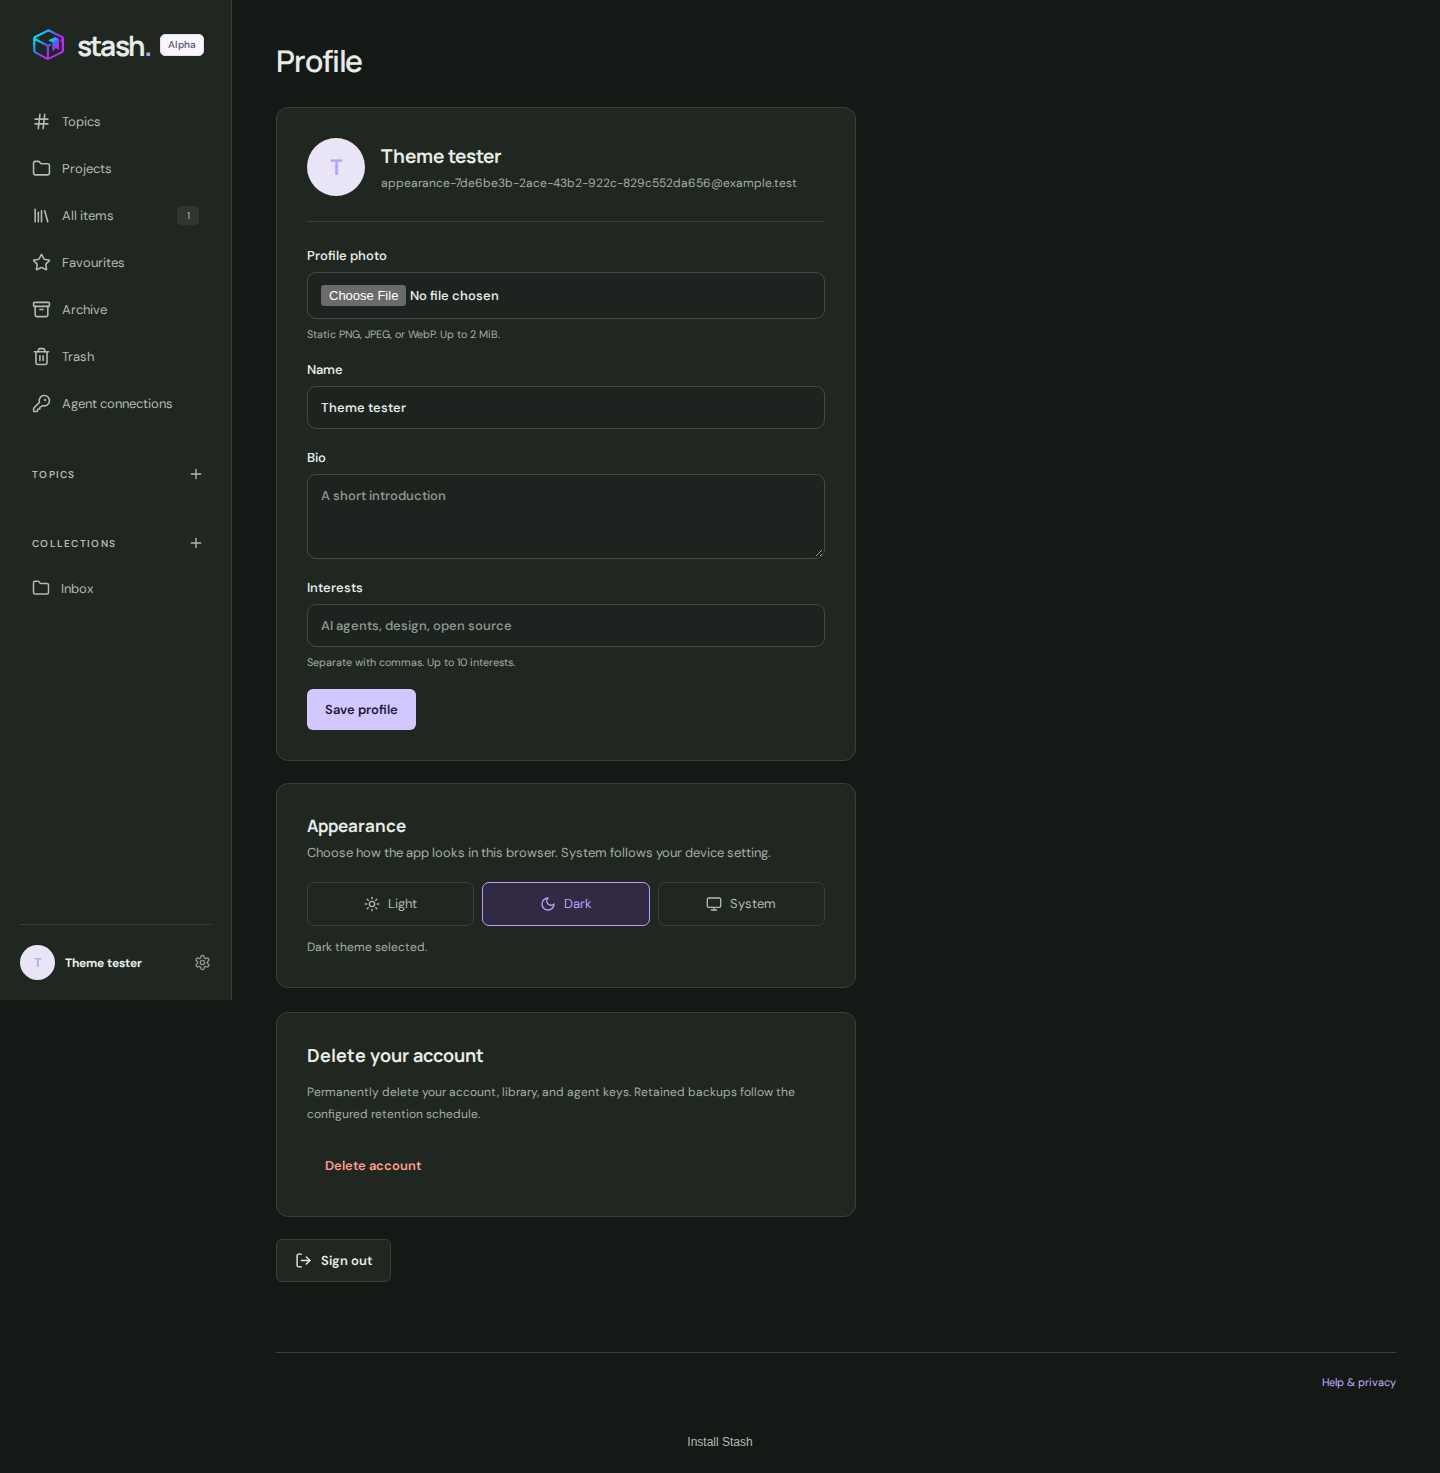 stash. Alpha
Topics
Projects
All items 1
Favourites
Archive
Trash
Agent connections
TOPICS
COLLECTIONS
Inbox
T Theme tester
Profile
T
Theme tester
appearance-7de6be3b-2ace-43b2-922c-829c552da656@example.test
Profile photo
Choose File No file chosen
Static PNG, JPEG, or WebP. Up to 2 MiB.
Name
Theme tester
Bio
A short introduction
Interests
AI agents, design, open source
Separate with commas. Up to 10 interests.
Save profile
Appearance
Choose how the app looks in this browser. System follows your device setting.
Light Dark System
Dark theme selected.
Delete your account
Permanently delete your account, library, and agent keys. Retained backups follow the
configured retention schedule.
Delete account
Sign out
Help & privacy
Install Stash